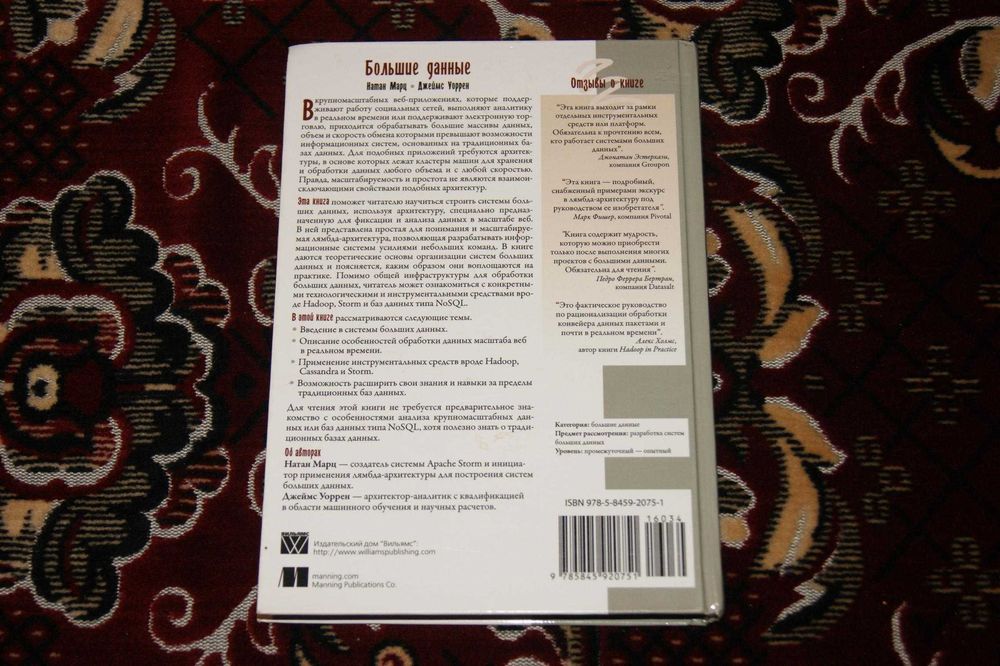 Большие данные
Натан Марц • Джеймс Уоррен
В крупномасштабных веб-приложениях, которые поддер-
живают работу социальных сетей, выполняют аналитику
в реальном времени или поддерживают электронную тор-
говлю, приходится обрабатывать большие массивы данных,
объем и скорость обмена которыми превышают возможности
информационных систем, основанных на традиционных ба-
зах данных. Для подобных приложений требуются архитек-
туры, в основе которых лежат кластеры машин для хранения
и обработки данных любого объема и с любой скоростью.
Правда, масштабируемость и простота не являются взаимои-
сключающими свойствами подобных архитектур.
Эта книга поможет читателю научиться строить системы боль-
ших данных, используя архитектуру, специально предназ-
наченную для фиксации и анализа данных в масштабе веб.
В ней представлена простая для понимания и масштабируе-
мая лямбда-архитектура, позволяющая разрабатывать инфор-
мационные системы усилиями небольших команд. В книге
даются теоретические основы организации систем больших
данных и поясняется, каким образом они воплощаются на
практике. Помимо общей инфраструктуры для обработки
больших данных, читатель может ознакомиться с конкретны-
ми технологическими и инструментальными средствами вро-
де Hadoop, Storm и баз данных типа NoSQL.
В этой книге рассматриваются следующие темы.
• Введение в системы больших данных.
• Описание особенностей обработки данных масштаба веб
в реальном времени.
• Применение инструментальных средств вроде Hadoop,
Cassandra и Storm.
• Возможность расширить свои знания и навыки за пределы
традиционных баз данных.
Для чтения этой книги не требуется предварительное зна-
комство с особенностями анализа крупномасштабных дан-
ных или баз данных типа NoSQL, хотя полезно знать о тради-
ционных базах данных.
Об авторах
Натан Марц — создатель системы Apache Storm и инициа-
тор применения лямбда-архитектуры для построения систем
больших данных.
Джеймс Уоррен — архитектор-аналитик с квалификацией
в области машинного обучения и научных расчетов.
ВИЛЬЯМС
Издательский дом "Вильямс":
http://www.williamspublishing.com
manning.com
Manning Publications Co.
Отзывы о книге
"Эта книга выходит за рамки
отдельных инструментальных
средств или платформ.
Обязательна к прочтению всем,
кто работает системами больших
данных".
Джонатан Эстерхази,
компания Groupon
"Эта книга — подробный,
снабженный примерами экскурс
в лямбда-архитектуру под
руководством ее изобретателя".
Марк Фишер, компания Pivotal
"Книга содержит мудрость,
которую можно приобрести
только после выполнения многих
проектов с большими данными.
Обязательна для чтения".
Педро Феррера Бертран,
компания Datasalt
"Это фактическое руководство
по рационализации обработки
конвейера данных пакетами и
почти в реальном времени".
Алекс Холмс,
автор книги Hadoop in Practice
Категория: большие данные
Предмет рассмотрения: разработка систем
больших данных
Уровень: промежуточный — опытный
ISBN 978-5-8459-2075-1
16034
9 785845 920751